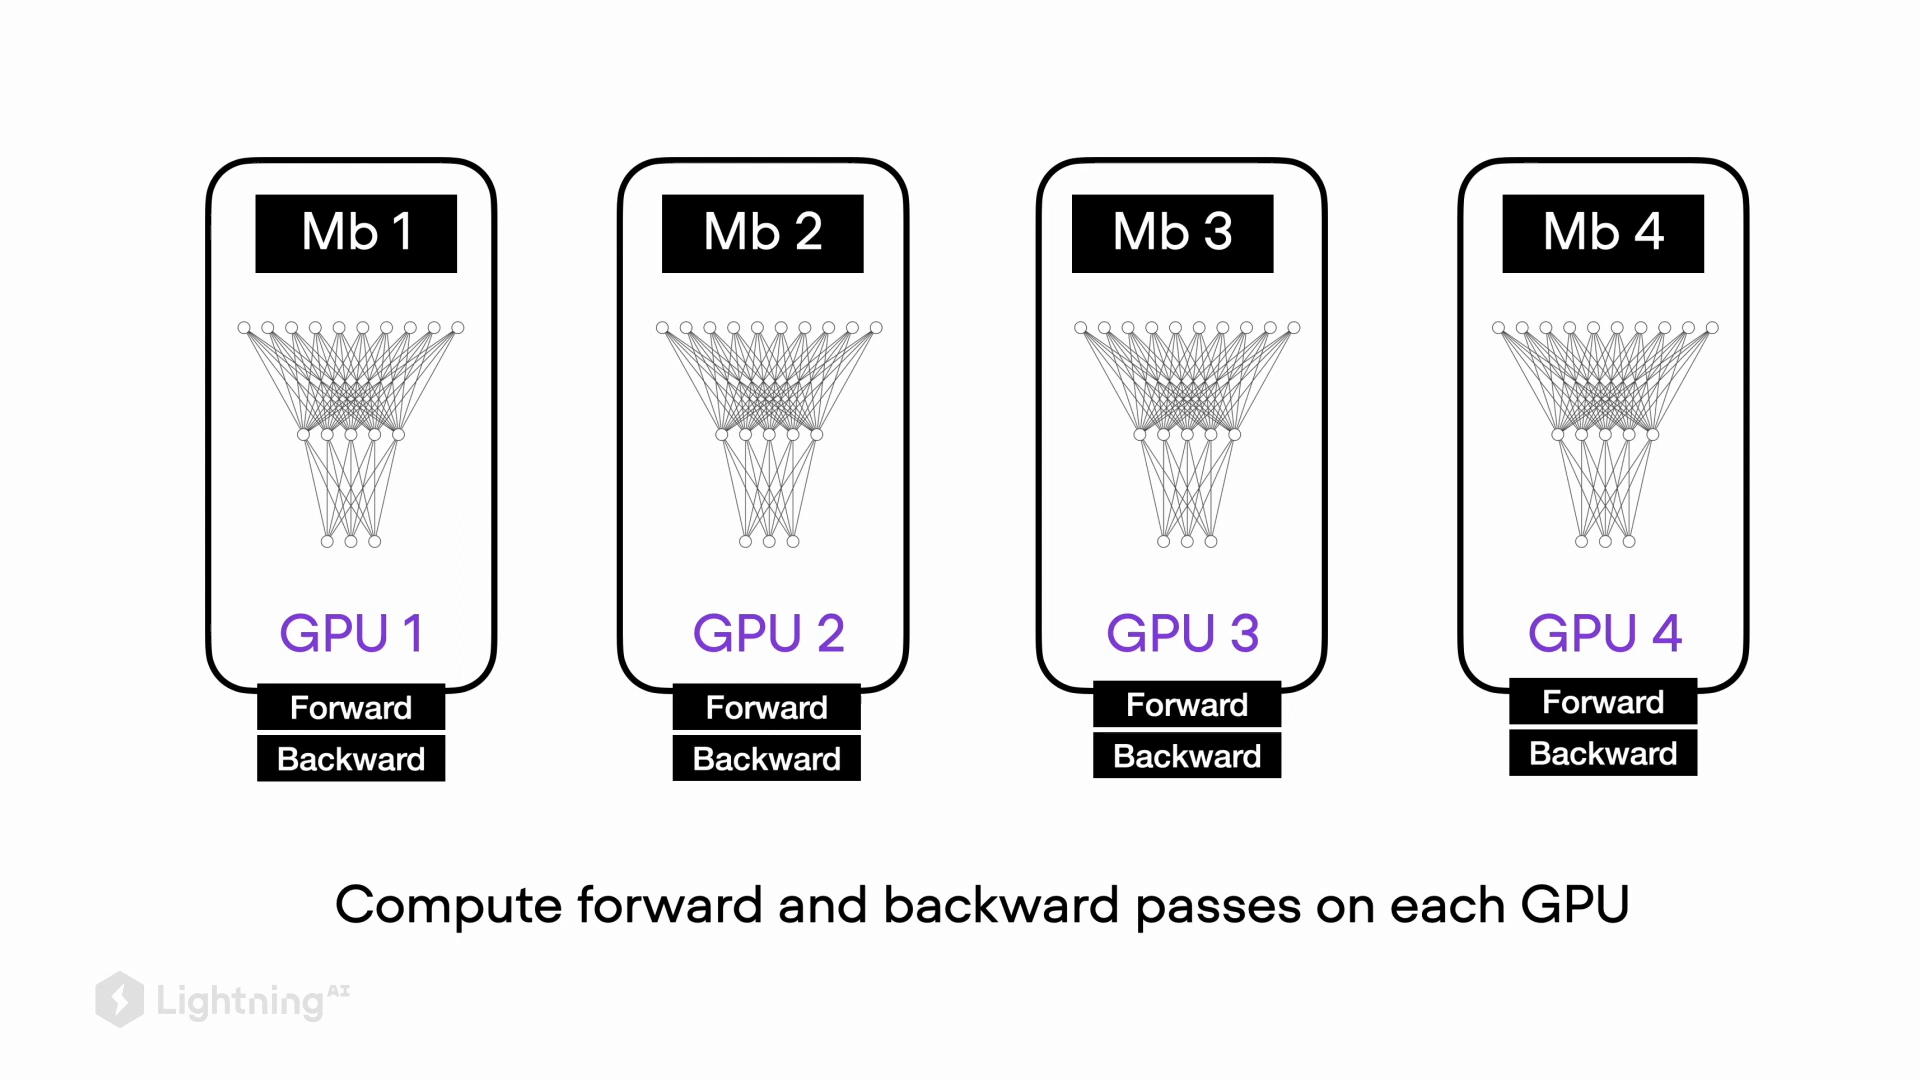 Mb 1
Mb 2
Mb 3
Mb 4
GPU 1
GPU 2
GPU 3
GPU 4
Forward
Forward
Forward
Forward
Backward
Backward
Backward
Backward
Compute forward and backward passes on each GPU
Lightning AI